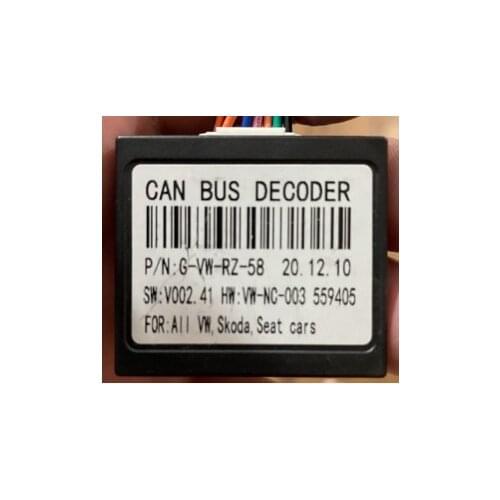 CAN BUS DECODER
P/N:G-VW-RZ-58 20.12.10
SW:V002.41 HW:VW-NC-003 559405
FOR:All VW,Skoda,Seat cars